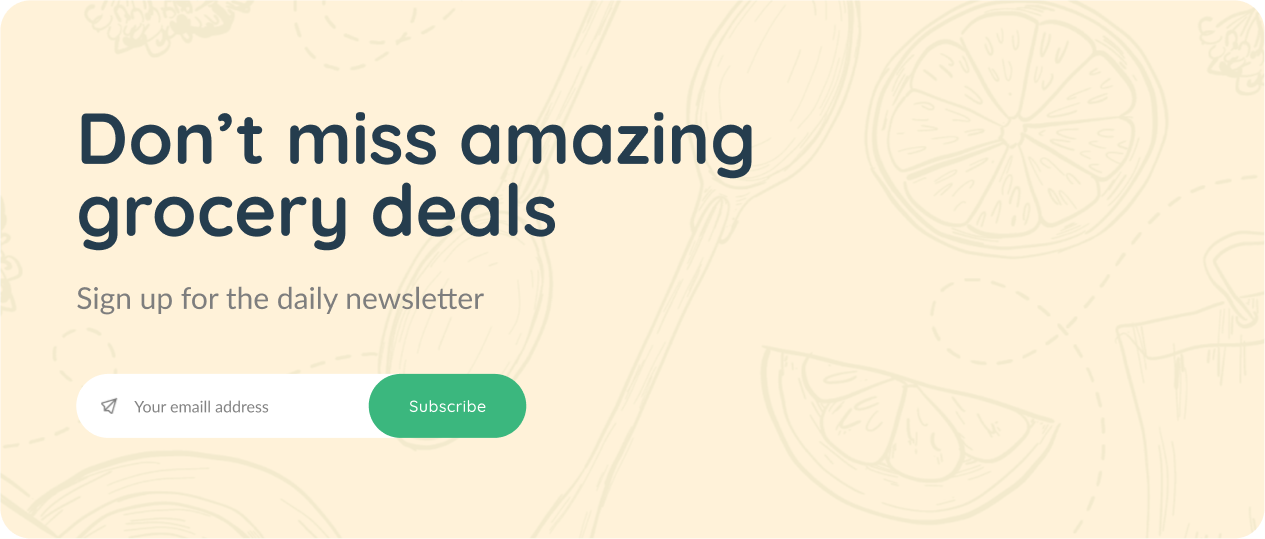 Don’t miss amazing
grocery deals
Sign up for the daily newsletter
Your emaill address
Subscribe